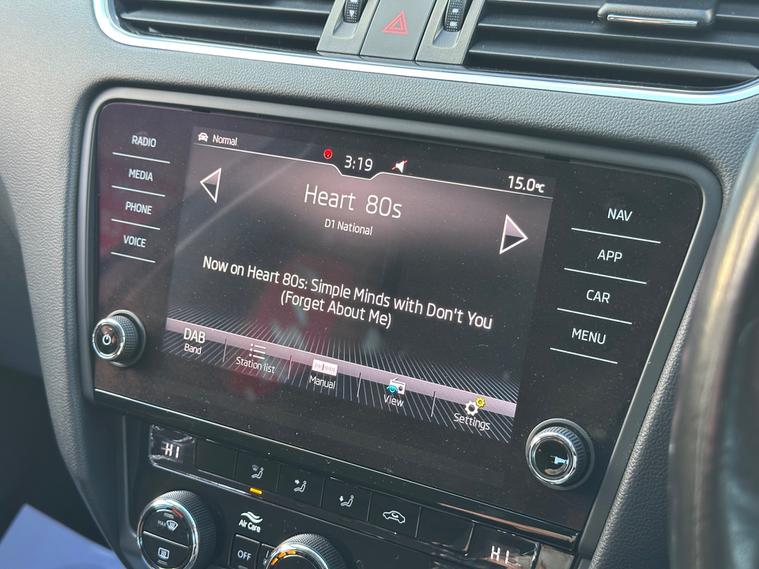 RADIO
MEDIA
PHONE
VOICE
Normal
3:19
15.0°C
Heart 80s
D1 National
Now on Heart 80s: Simple Minds with Don't You
(Forget About Me)
DAB
Band
Station list
Manual
View
Settings
NAV
APP
CAR
MENU
HI
HI
MAX
Air Care
OFF